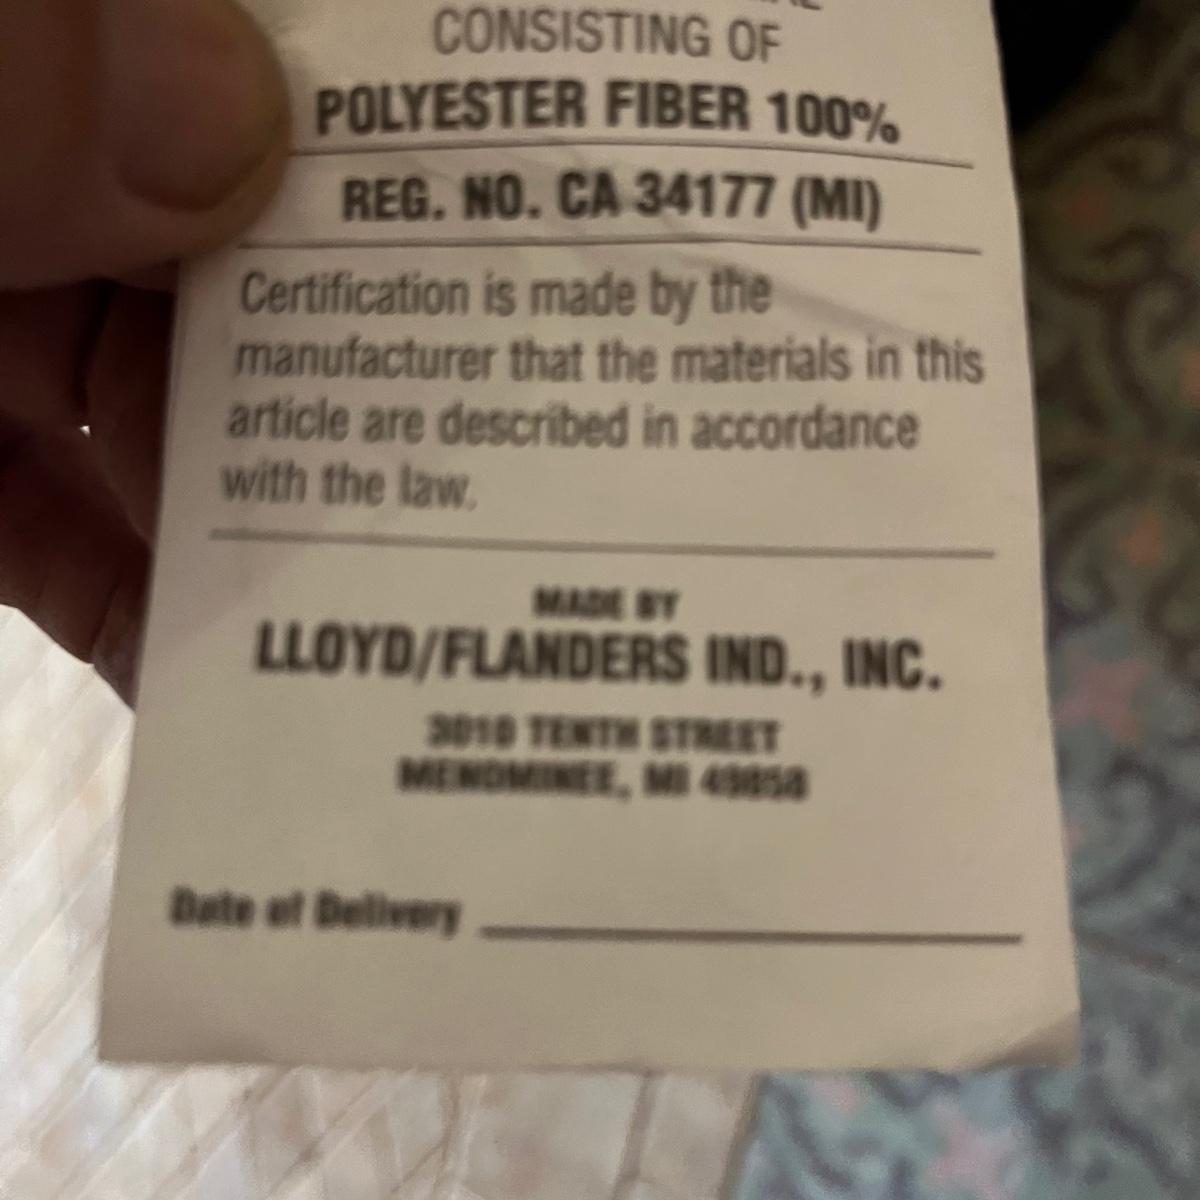 CONSISTING OF
POLYESTER FIBER 100%
REG. NO. CA 34177 (MI)
Certification is made by the
manufacturer that the materials in this
article are described in accordance
with the law.
MADE BY
LLOYD/FLANDERS IND., INC.
3010 TENTH STREET
MENOMINEE, MI 49858
Date of Delivery